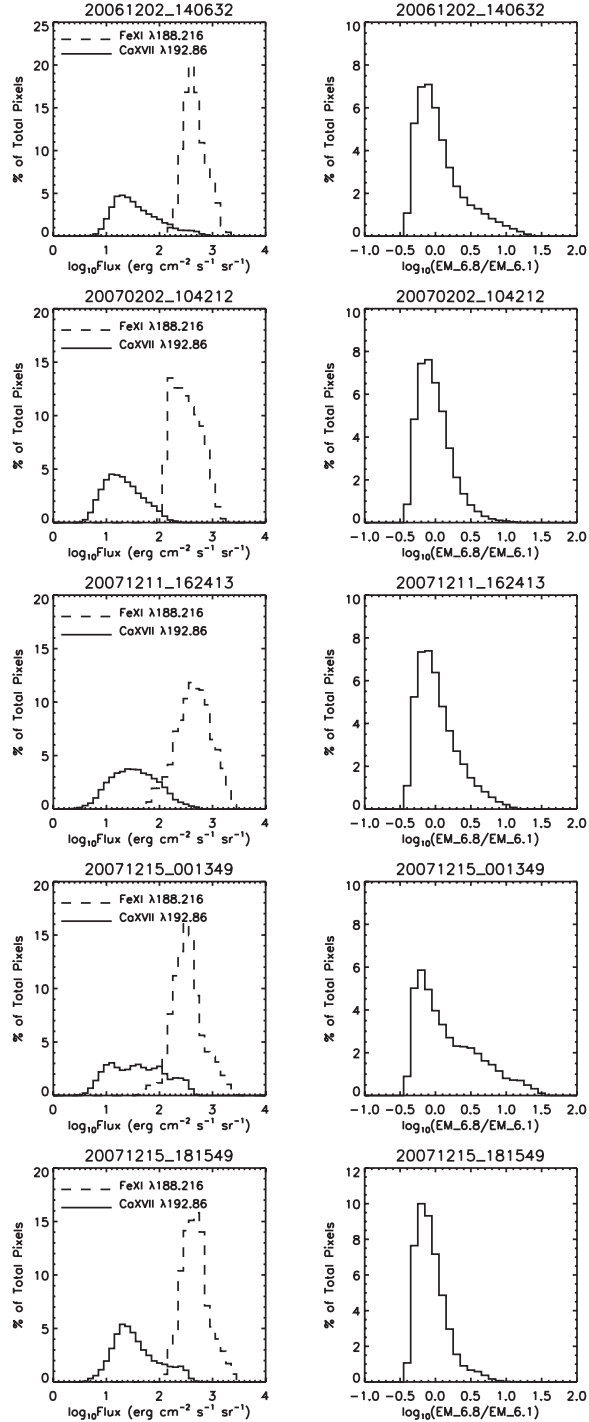 20061202_140632
25
20
15
10
5
0
% of Total Pixels
FeXI λ188.216
CaXVII λ192.86
0 1 2 3 4
log₁₀Flux (erg cm⁻² s⁻¹ sr⁻¹)
20061202_140632
10
8
6
4
2
0
% of Total Pixels
-1.0 -0.5 0.0 0.5 1.0 1.5 2.0
log₁₀(EM_6.8/EM_6.1)
20070202_104212
20
15
10
5
0
% of Total Pixels
FeXI λ188.216
CaXVII λ192.86
0 1 2 3 4
log₁₀Flux (erg cm⁻² s⁻¹ sr⁻¹)
20070202_104212
10
8
6
4
2
0
% of Total Pixels
-1.0 -0.5 0.0 0.5 1.0 1.5 2.0
log₁₀(EM_6.8/EM_6.1)
20071211_162413
20
15
10
5
0
% of Total Pixels
FeXI λ188.216
CaXVII λ192.86
0 1 2 3 4
log₁₀Flux (erg cm⁻² s⁻¹ sr⁻¹)
20071211_162413
10
8
6
4
2
0
% of Total Pixels
-1.0 -0.5 0.0 0.5 1.0 1.5 2.0
log₁₀(EM_6.8/EM_6.1)
20071215_001349
20
15
10
5
0
% of Total Pixels
FeXI λ188.216
CaXVII λ192.86
0 1 2 3 4
log₁₀Flux (erg cm⁻² s⁻¹ sr⁻¹)
20071215_001349
10
8
6
4
2
0
% of Total Pixels
-1.0 -0.5 0.0 0.5 1.0 1.5 2.0
log₁₀(EM_6.8/EM_6.1)
20071215_181549
20
15
10
5
0
% of Total Pixels
FeXI λ188.216
CaXVII λ192.86
0 1 2 3 4
log₁₀Flux (erg cm⁻² s⁻¹ sr⁻¹)
20071215_181549
12
10
8
6
4
2
0
% of Total Pixels
-1.0 -0.5 0.0 0.5 1.0 1.5 2.0
log₁₀(EM_6.8/EM_6.1)